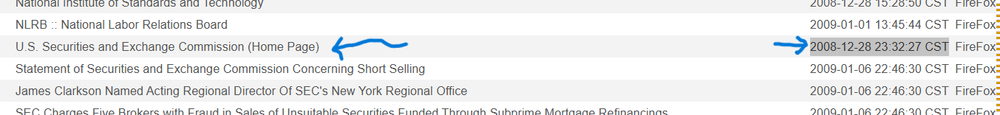 National Institute of Standards and Technology 2008-12-28 15:28:50 CST FireFox
NLRB :: National Labor Relations Board 2009-01-01 13:45:44 CST FireFox
U.S. Securities and Exchange Commission (Home Page) 2008-12-28 23:32:27 CST FireFox
Statement of Securities and Exchange Commission Concerning Short Selling 2009-01-06 22:46:30 CST FireFox
James Clarkson Named Acting Regional Director Of SEC's New York Regional Office 2009-01-06 22:46:30 CST FireFox
SEC Charges Five Brokers with Fraud in Sales of Unsuitable Securities Funded Through Subprime Mortgage Refinancings 2009-01-06 22:46:30 CST FireFox